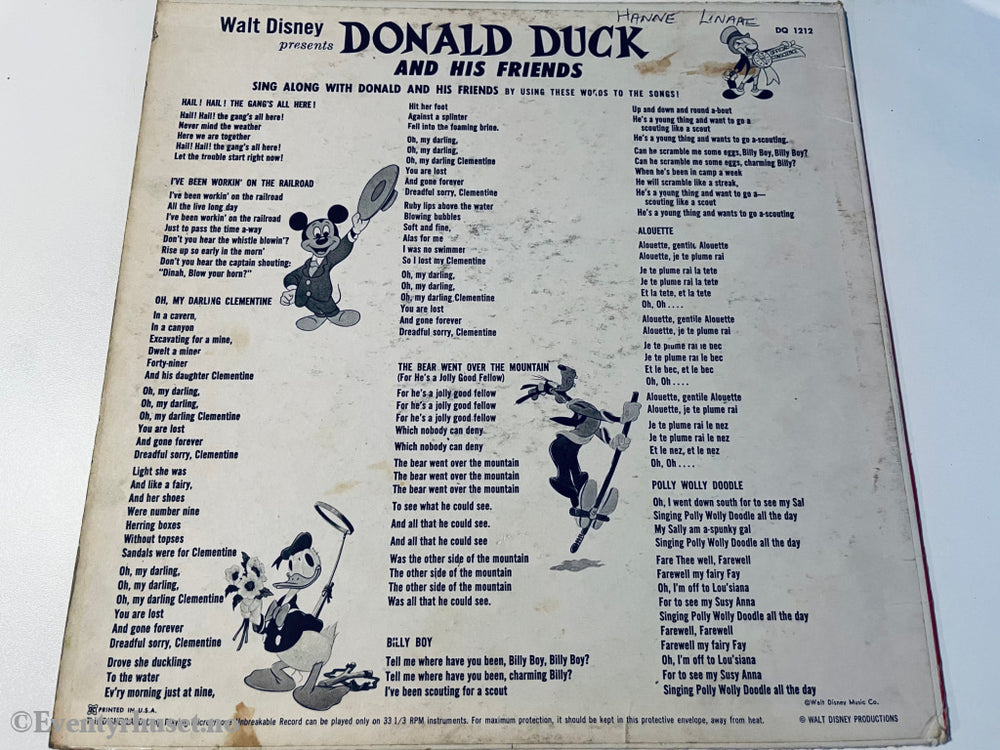 HANNE LINAAE
Walt Disney
presents DONALD DUCK
DQ 1212
OFFICIAL
CONSCIENCE
AND HIS FRIENDS
SING ALONG WITH DONALD AND HIS FRIENDS BY USING THESE WORDS TO THE SONGS!
HAIL! HAIL! THE GANG'S ALL HERE!
Hail! Hail! the gang's all here!
Never mind the weather
Here we are together
Hail! Hail! the gang's all here!
Let the trouble start right now!
I'VE BEEN WORKIN' ON THE RAILROAD
I've been workin' on the railroad
All the live long day
I've been workin' on the railroad
Just to pass the time a-way
Don't you hear the whistle blowin'?
Rise up so early in the morn'
Don't you hear the captain shouting:
"Dinah, Blow your horn?"
OH, MY DARLING CLEMENTINE
In a cavern,
In a canyon
Excavating for a mine,
Dwelt a miner
Forty-niner
And his daughter Clementine
Oh, my darling,
Oh, my darling,
Oh, my darling Clementine
You are lost
And gone forever
Dreadful sorry, Clementine
Light she was
And like a fairy,
And her shoes
Were number nine
Herring boxes
Without topses
Sandals were for Clementine
Oh, my darling,
Oh, my darling,
Oh, my darling Clementine
You are lost
And gone forever
Dreadful sorry, Clementine
Drove she ducklings
To the water
Ev'ry morning just at nine,
Hit her foot
Against a splinter
Fell into the foaming brine.
Oh, my darling,
Oh, my darling,
Oh, my darling Clementine
You are lost
And gone forever
Dreadful sorry, Clementine
Ruby lips above the water
Blowing bubbles
Soft and fine,
Alas for me
I was no swimmer
So I lost my Clementine
Oh, my darling,
Oh, my darling,
Oh, my darling Clementine
You are lost
And gone forever
Dreadful sorry, Clementine
THE BEAR WENT OVER THE MOUNTAIN
(For He's a Jolly Good Fellow)
For he's a jolly good fellow
For he's a jolly good fellow
For he's a jolly good fellow
Which nobody can deny
Which nobody can deny
The bear went over the mountain
The bear went over the mountain
The bear went over the mountain
To see what he could see.
And all that he could see.
And all that he could see
Was the other side of the mountain
The other side of the mountain
The other side of the mountain
Was all that he could see.
BILLY BOY
Tell me where have you been, Billy Boy, Billy Boy?
Tell me where have you been, charming Billy?
I've been scouting for a scout
Up and down and round a-bout
He's a young thing and want to go a
scouting like a scout
He's a young thing and wants to go a-scouting.
Can he scramble me some eggs, Billy Boy, Billy Boy?
Can he scramble me some eggs, charming Billy?
When he's been in camp a week
He will scramble like a streak,
He's a young thing and want to go a—
scouting like a scout
He's a young thing and wants to go a-scouting
ALOUETTE
Alouette, gentile Alouette
Alouette, je te plume rai
Je te plume rai la tete
Je te plume rai la tete
Et la tete, et la tete
Oh, Oh ....
Alouette, gentile Alouette
Alouette, je te plume rai
Je te plume rai le bec
Je te plume rai le bec
Et le bec, et le bec
Oh, Oh ....
Alouette, gentile Alouette
Alouette, je te plume rai
Je te plume rai le nez
Je te plume rai le nez
Et le nez, et le nez
Oh, Oh ....
POLLY WOLLY DOODLE
Oh, I went down south for to see my Sal
Singing Polly Wolly Doodle all the day
My Sally am a-spunky gal
Singing Polly Wolly Doodle all the day
Fare Thee well, Farewell
Farewell my fairy Fay
Oh, I'm off to Lou'siana
For to see my Susy Anna
Singing Polly Wolly Doodle all the day
Farewell, Farewell
Farewell my fairy Fay
Oh, I'm off to Lou'siana
For to see my Susy Anna
Singing Polly Wolly Doodle all the day
PRINTED IN U.S.A.
©Walt Disney Music Co.
Unbreakable Record can be played only on 33 1/3 RPM instruments. For maximum protection, it should be kept in this protective envelope, away from heat.
© WALT DISNEY PRODUCTIONS
©Eventyrhuset.no